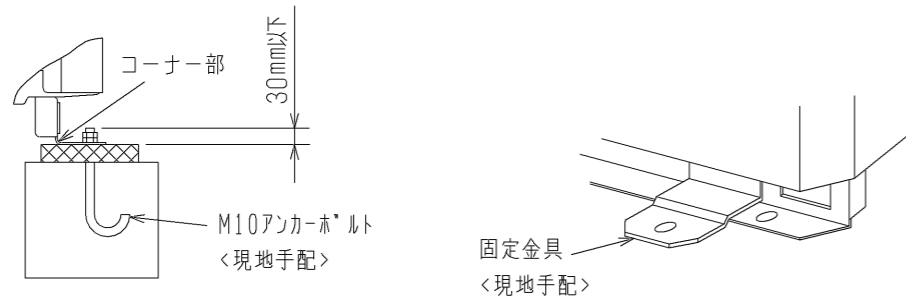 コーナー部
30mm以下
M10アンカーボルト
<現地手配>
固定金具
<現地手配>